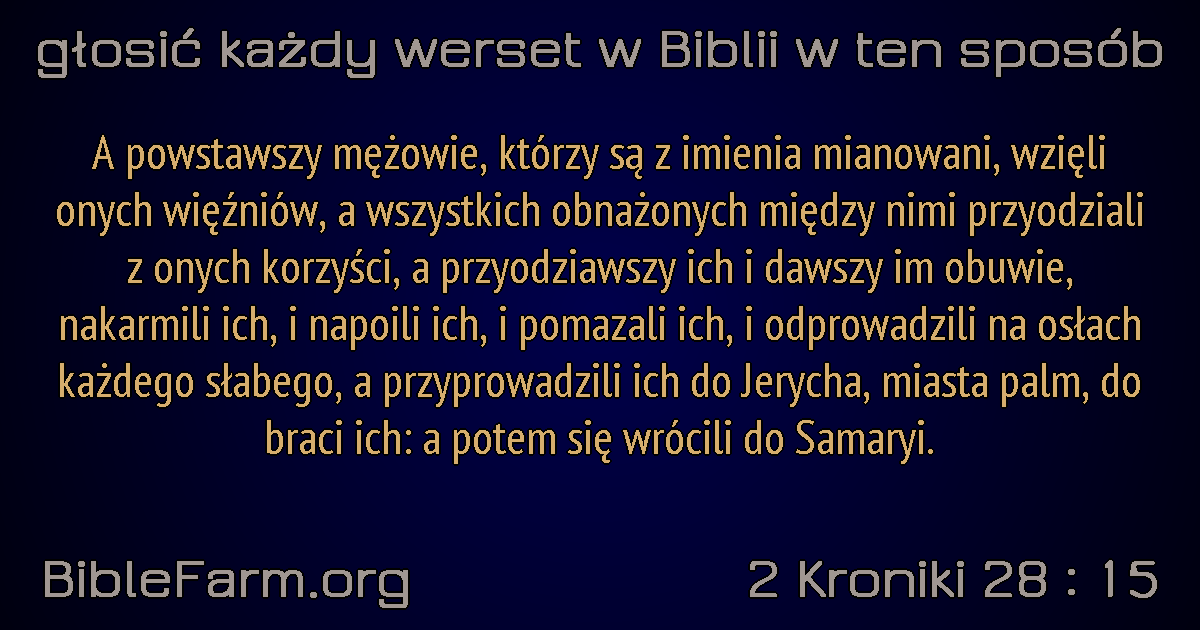 głosić każdy werset w Biblii w ten sposób
A powstawszy mężowie, którzy są z imienia mianowani, wzięli
onych więźniów, a wszystkich obnażonych między nimi przyodziali
z onych korzyści, a przyodziawszy ich i dawszy im obuwie,
nakarmili ich, i napoili ich, i pomazali ich, i odprowadzili na osłach
każdego słabego, a przyprowadzili ich do Jerycha, miasta palm, do
braci ich: a potem się wrócili do Samaryi.
BibleFarm.org
2 Kroniki 28 : 15